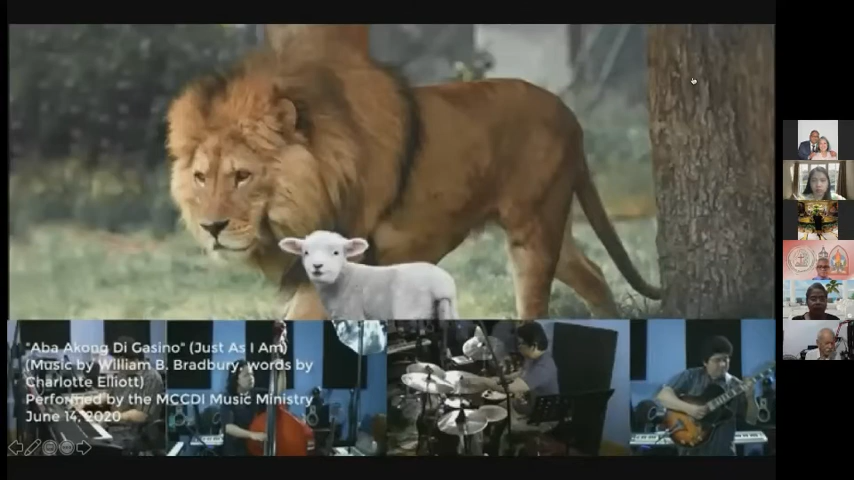 "Aba Akong Di Gasino" (Just As I Am)
(Music by William B. Bradbury, words by
Charlotte Elliott)
Performed by the MCCDI Music Ministry
June 14, 2020